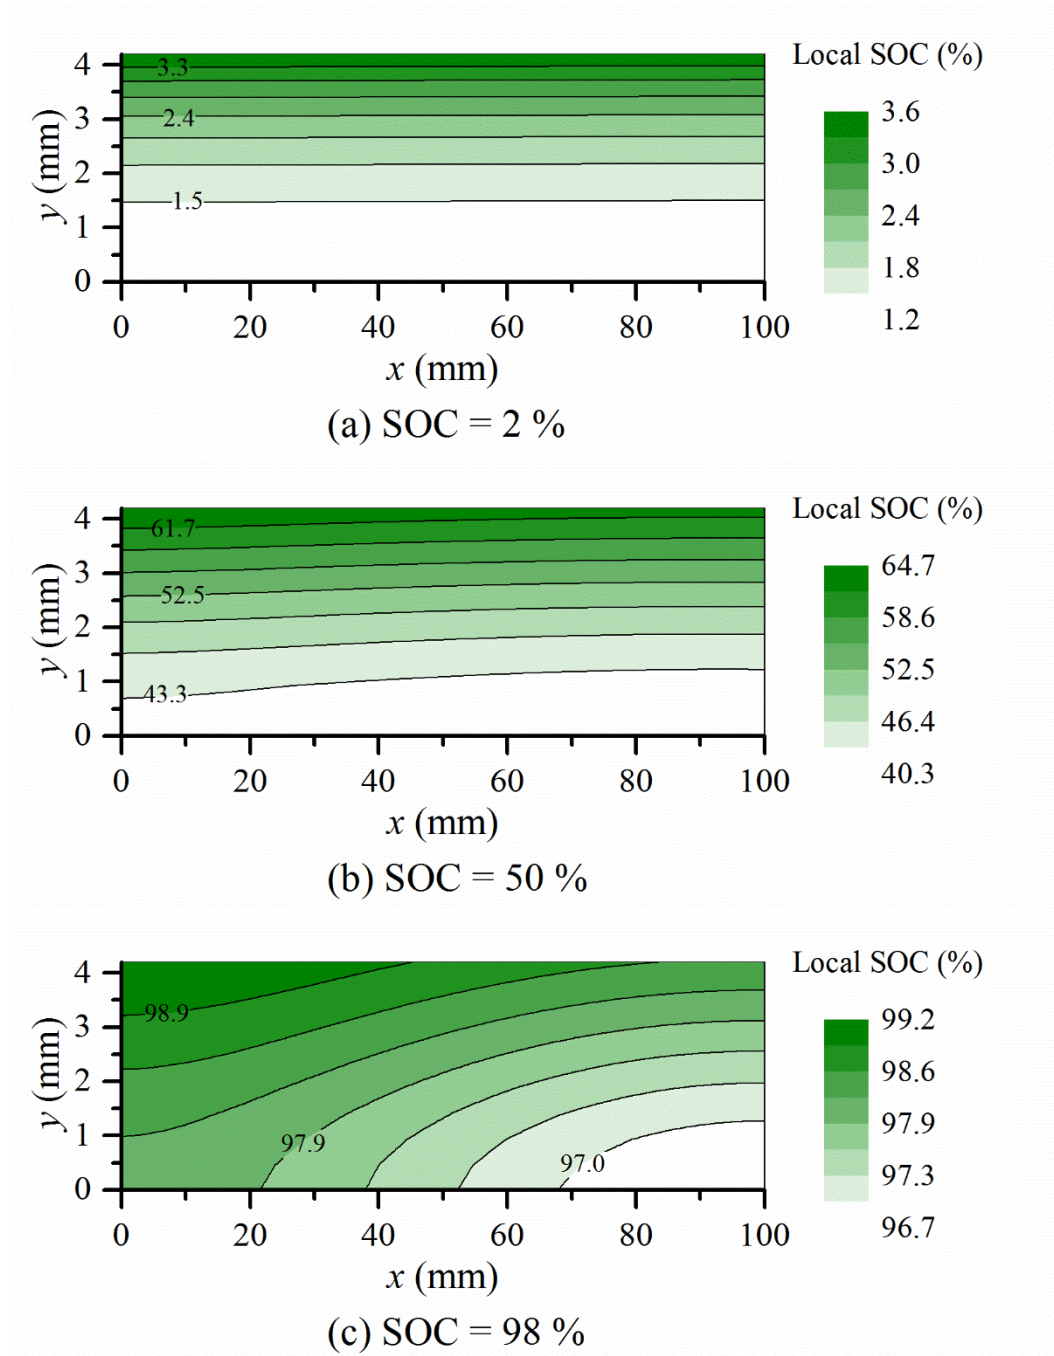 Local SOC (%)
4
3
2
1
0
y (mm)
3.3
2.4
1.5
3.6
3.0
2.4
1.8
1.2
0 20 40 60 80 100
x (mm)
(a) SOC = 2 %
Local SOC (%)
4
3
2
1
0
y (mm)
61.7
52.5
43.3
64.7
58.6
52.5
46.4
40.3
0 20 40 60 80 100
x (mm)
(b) SOC = 50 %
Local SOC (%)
4
3
2
1
0
y (mm)
98.9
97.9
97.0
99.2
98.6
97.9
97.3
96.7
0 20 40 60 80 100
x (mm)
(c) SOC = 98 %